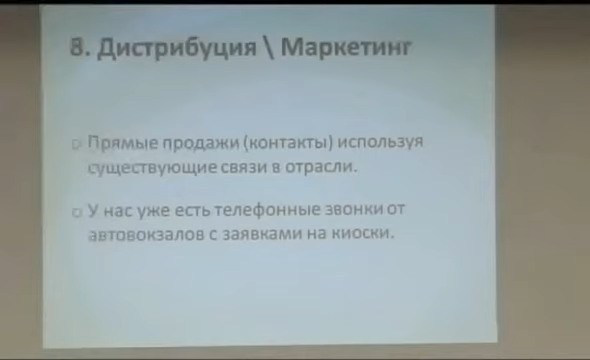 8. Дистрибуция \ Маркетинг
Прямые продажи (контакты) используя
существующие связи в отрасли.
У нас уже есть телефонные звонки от
автовокзалов с заявками на киоски.